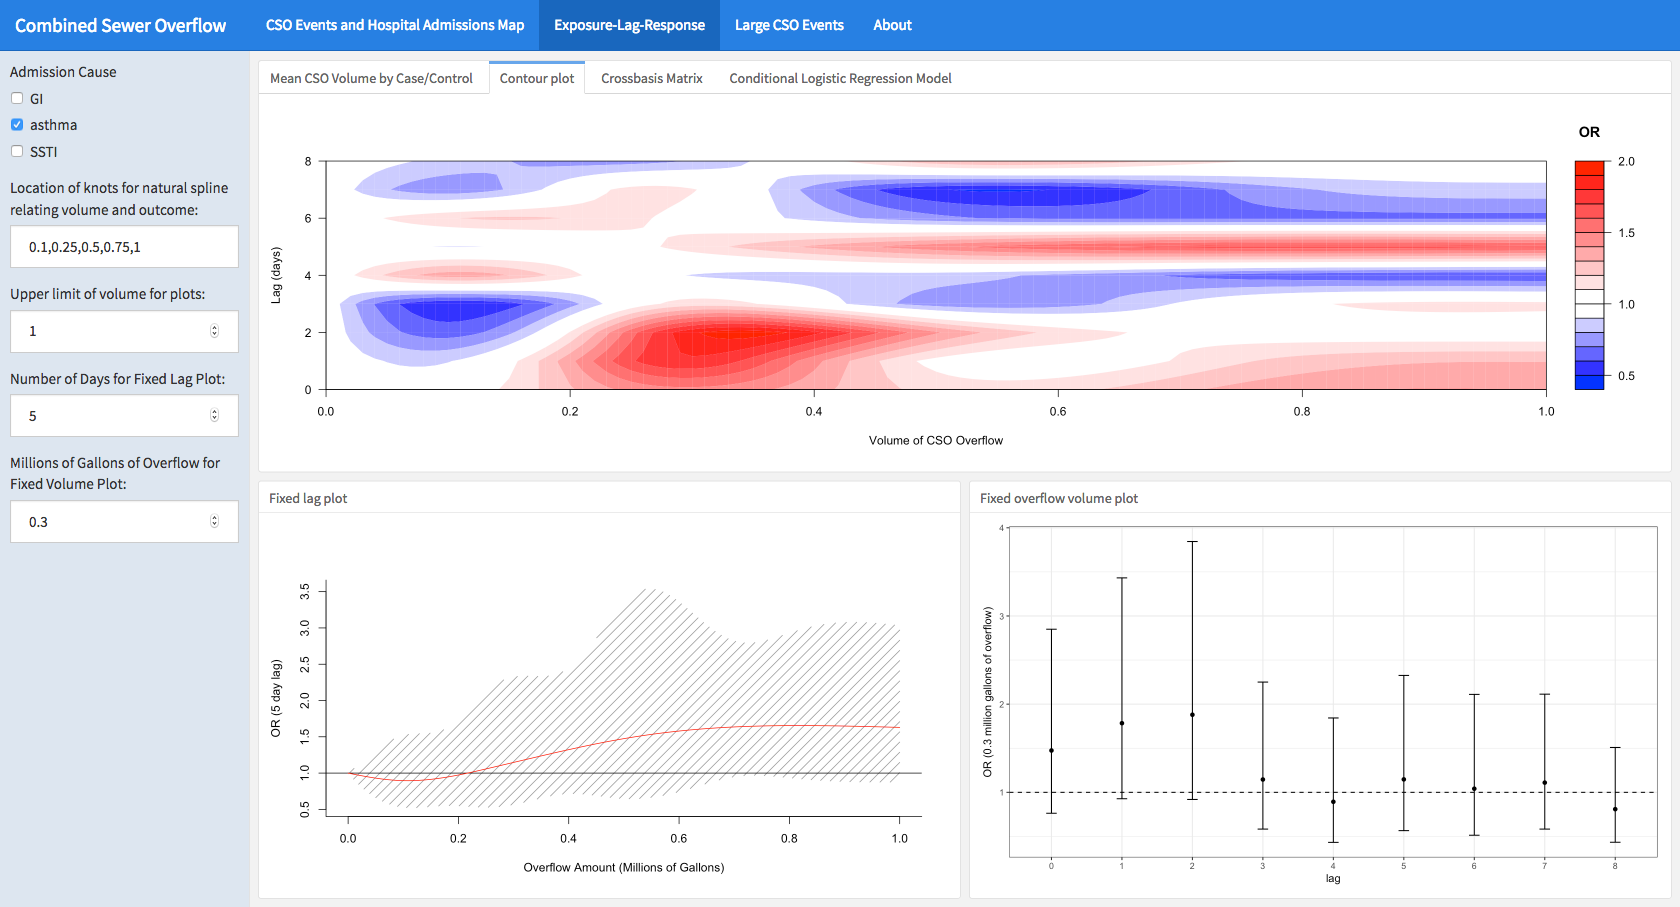 Combined Sewer Overflow
CSO Events and Hospital Admissions Map
Exposure-Lag-Response
Large CSO Events
About
Admission Cause
GI
asthma
SSTI
Location of knots for natural spline
relating volume and outcome:
0.1,0.25,0.5,0.75,1
Upper limit of volume for plots:
1
Number of Days for Fixed Lag Plot:
5
Millions of Gallons of Overflow for
Fixed Volume Plot:
0.3
Mean CSO Volume by Case/Control
Contour plot
Crossbasis Matrix
Conditional Logistic Regression Model
OR
2.0
1.5
1.0
0.5
Lag (days)
8
6
4
2
0
0.0
0.2
0.4
0.6
0.8
1.0
Volume of CSO Overflow
Fixed lag plot
OR (5 day lag)
3.5
3.0
2.5
2.0
1.5
1.0
0.5
0.0
0.2
0.4
0.6
0.8
1.0
Overflow Amount (Millions of Gallons)
Fixed overflow volume plot
OR (0.3 million gallons of overflow)
4
3
2
1
0
1
2
3
4
5
6
7
8
lag